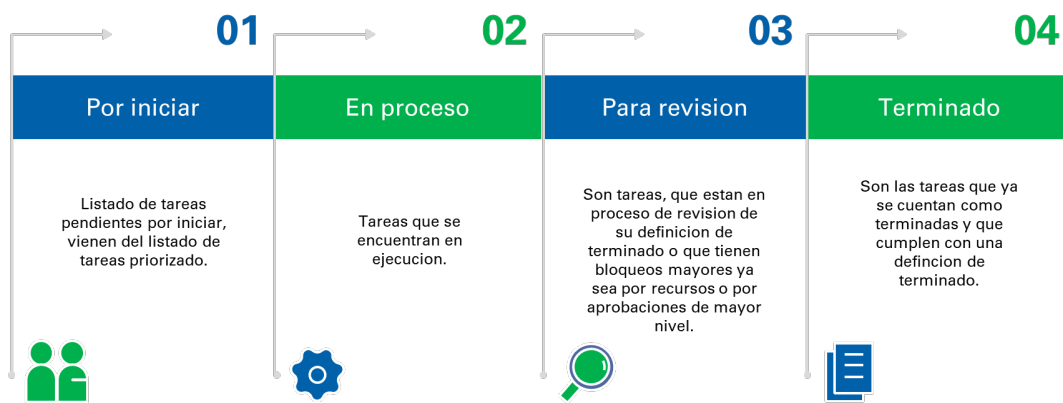 01
02
03
04
Por iniciar
En proceso
Para revision
Terminado
Listado de tareas
pendientes por iniciar,
vienen del listado de
tareas priorizado.
Tareas que se
encuentran en
ejecucion.
Son tareas, que estan en
proceso de revision de
su definicion de
terminado o que tienen
bloqueos mayores ya
sea por recursos o por
aprobaciones de mayor
nivel.
Son las tareas que ya
se cuentan como
terminadas y que
cumplen con una
defincion de
terminado.